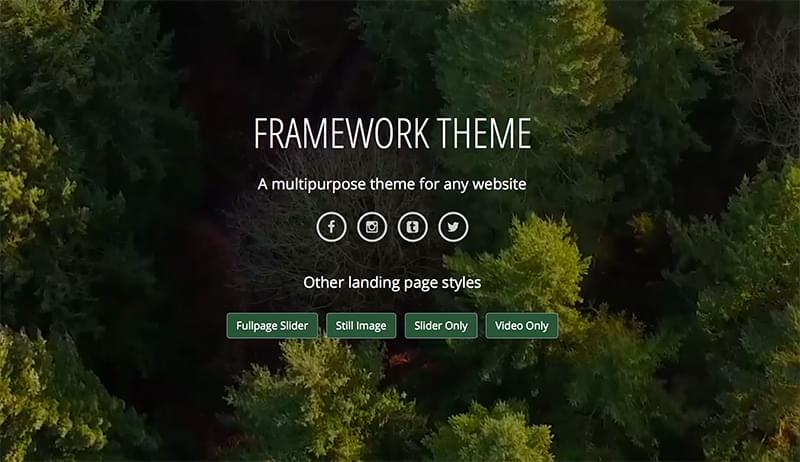 FRAMEWORK THEME
A multipurpose theme for any website
Other landing page styles
Fullpage Slider
Still Image
Slider Only
Video Only